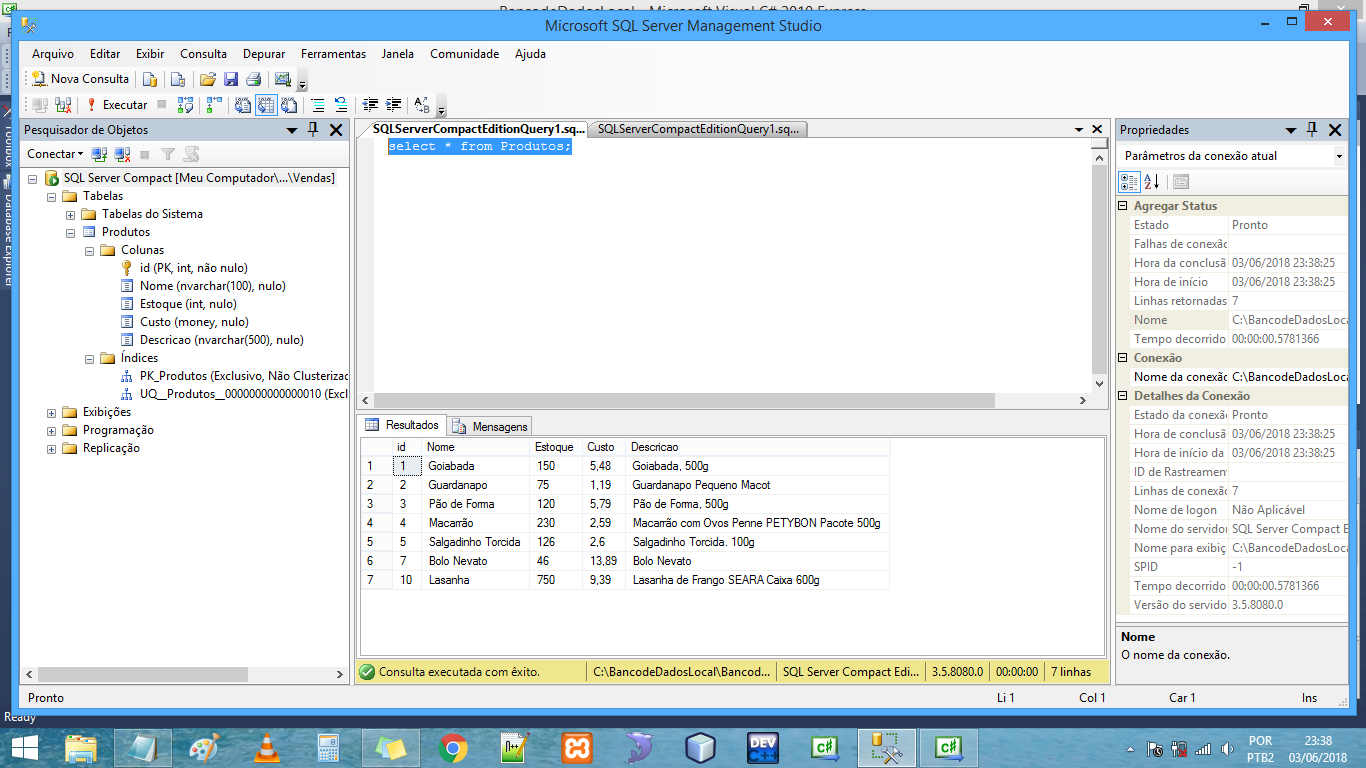 BancodeDadosLocal - Microsoft Visual C# 2010 Express
Microsoft SQL Server Management Studio
Arquivo Editar Exibir Consulta Depurar Ferramentas Janela Comunidade Ajuda
Nova Consulta
Executar
Pesquisador de Objetos
Conectar
SQL Server Compact [Meu Computador\...\Vendas]
Tabelas
Tabelas do Sistema
Produtos
Colunas
id (PK, int, não nulo)
Nome (nvarchar(100), nulo)
Estoque (int, nulo)
Custo (money, nulo)
Descricao (nvarchar(500), nulo)
Índices
PK_Produtos (Exclusivo, Não Clusteriza
UQ__Produtos__0000000000000010 (Excl
Exibições
Programação
Replicação
SQLServerCompactEditionQuery1.sq... SQLServerCompactEditionQuery1.sq...
select * from Produtos;
Resultados Mensagens
id Nome Estoque Custo Descricao
1 1 Goiabada 150 5,48 Goiabada, 500g
2 2 Guardanapo 75 1,19 Guardanapo Pequeno Macot
3 3 Pão de Forma 120 5,79 Pão de Forma, 500g
4 4 Macarrão 230 2,59 Macarrão com Ovos Penne PETYBON Pacote 500g
5 5 Salgadinho Torcida 126 2,6 Salgadinho Torcida. 100g
6 7 Bolo Nevato 46 13,89 Bolo Nevato
7 10 Lasanha 750 9,39 Lasanha de Frango SEARA Caixa 600g
Consulta executada com êxito. C:\BancodeDadosLocal\Bancod... SQL Server Compact Edi... 3.5.8080.0 00:00:00 7 linhas
Propriedades
Parâmetros da conexão atual
Agregar Status
Estado Pronto
Falhas de conexão
Hora da conclusã 03/06/2018 23:38:25
Hora de início 03/06/2018 23:38:25
Linhas retornadas 7
Nome C:\BancodeDadosLoca
Tempo decorrido 00:00:00.5781366
Conexão
Nome da conexão C:\BancodeDadosLoca
Detalhes da Conexão
Estado da conexão Pronto
Hora de conclusã 03/06/2018 23:38:25
Hora de início da 03/06/2018 23:38:25
ID de Rastreamen
Linhas de conexão 7
Nome de logon Não Aplicável
Nome do servidor SQL Server Compact E
Nome para exibiç C:\BancodeDadosLoca
SPID -1
Tempo decorrido 00:00:00.5781366
Versão do servido 3.5.8080.0
Nome
O nome da conexão.
Pronto Li 1 Col 1 Car 1 Ins
Ready
Toolbox
Database Explorer
DEV
C++
C#
C#
POR
PTB2
23:38
03/06/2018